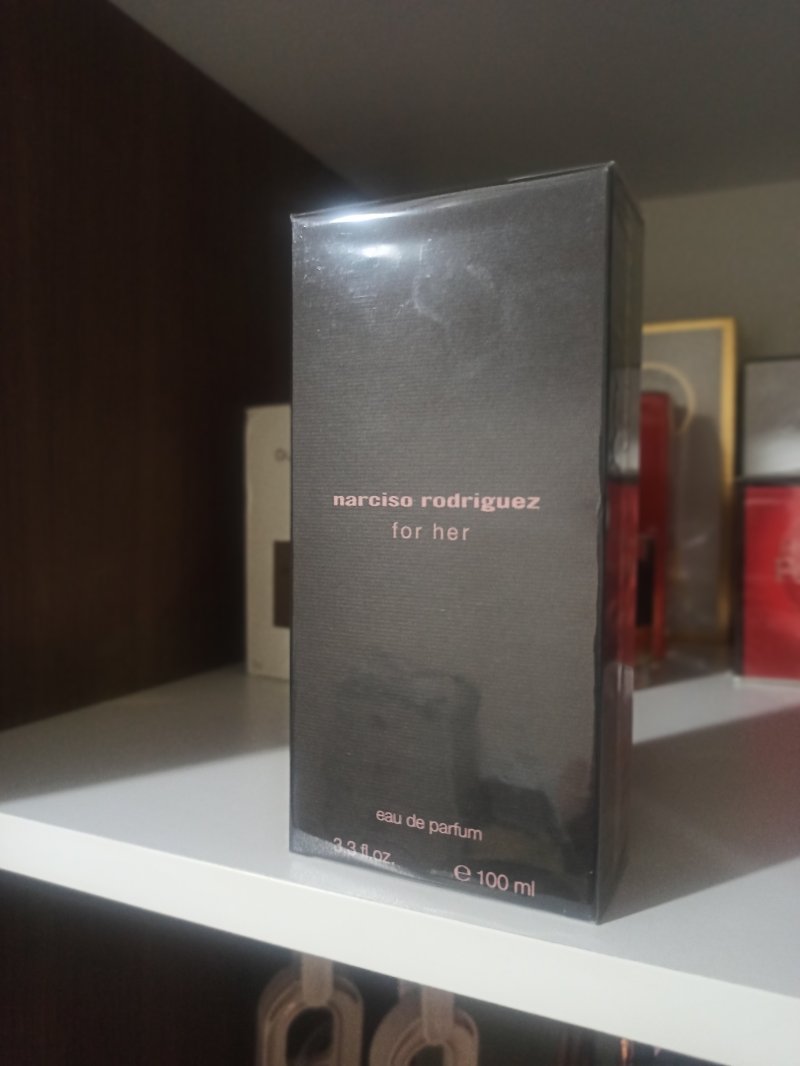 narciso rodriguez
for her
eau de parfum
3.3 fl.oz.
℮ 100 ml